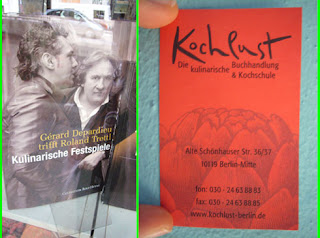 Gérard Depardieu
trifft Roland Trettl
Kulinarische Festspiele
Kochlust
Die kulinarische Buchhandlung
& Kochschule
Alte Schönhauser Str. 36/37
10119 Berlin-Mitte
fon: 030 - 24 63 88 83
fax: 030 - 24 63 88 85
www.kochlust-berlin.de